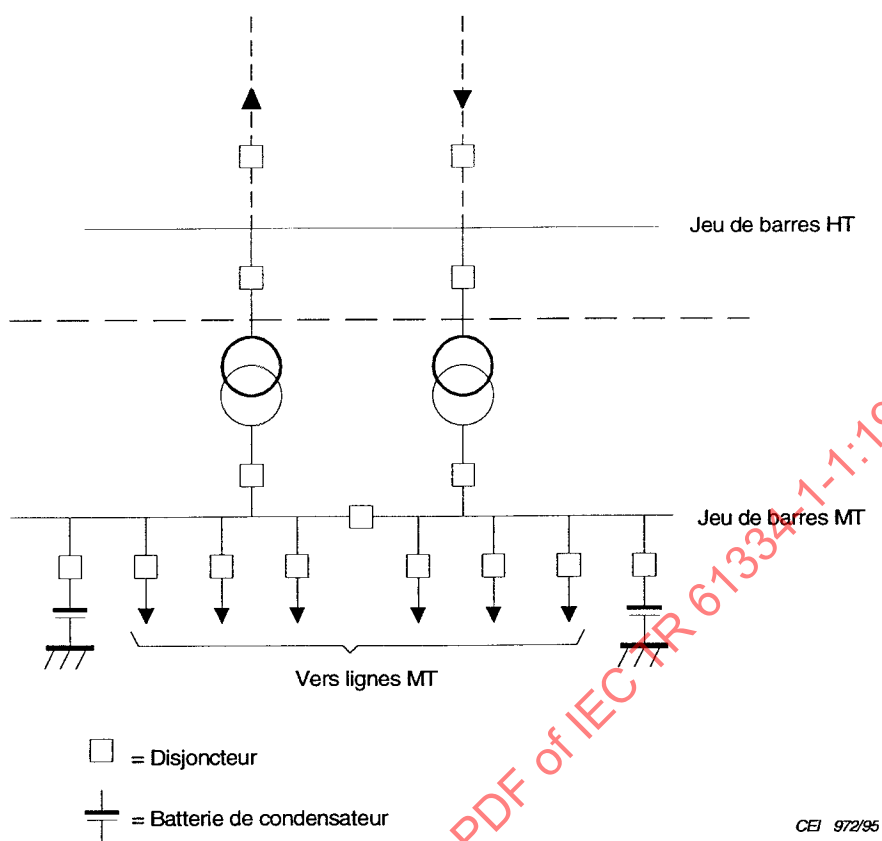 Jeu de barres HT
Jeu de barres MT
Vers lignes MT
= Disjoncteur
= Batterie de condensateur
CEI 972/95
PDF of IEC TR 61334-1-1:19